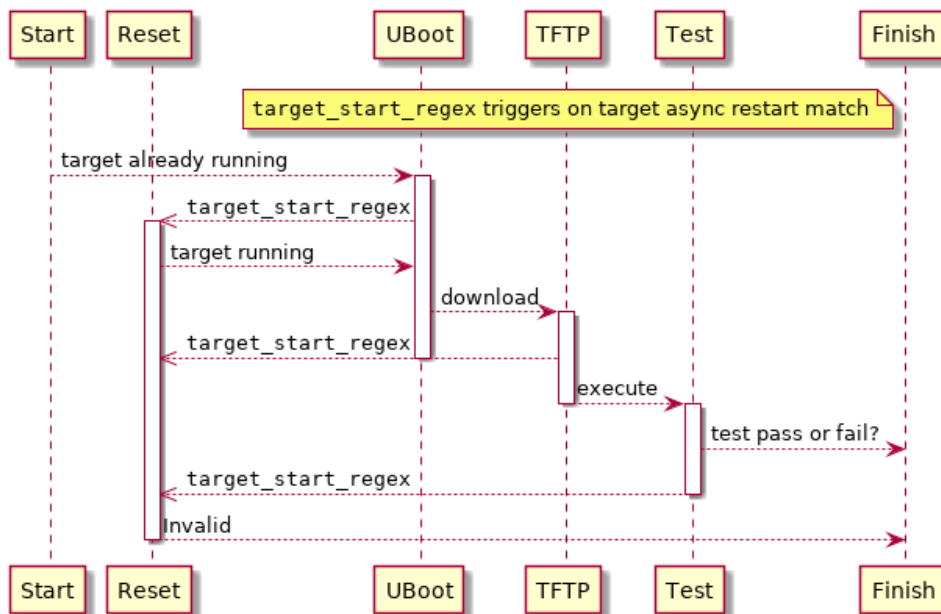 Start Reset UBoot TFTP Test Finish
target_start_regex triggers on target async restart match
target already running
target_start_regex
target running
download
target_start_regex
execute
test pass or fail?
target_start_regex
Invalid
Start Reset UBoot TFTP Test Finish